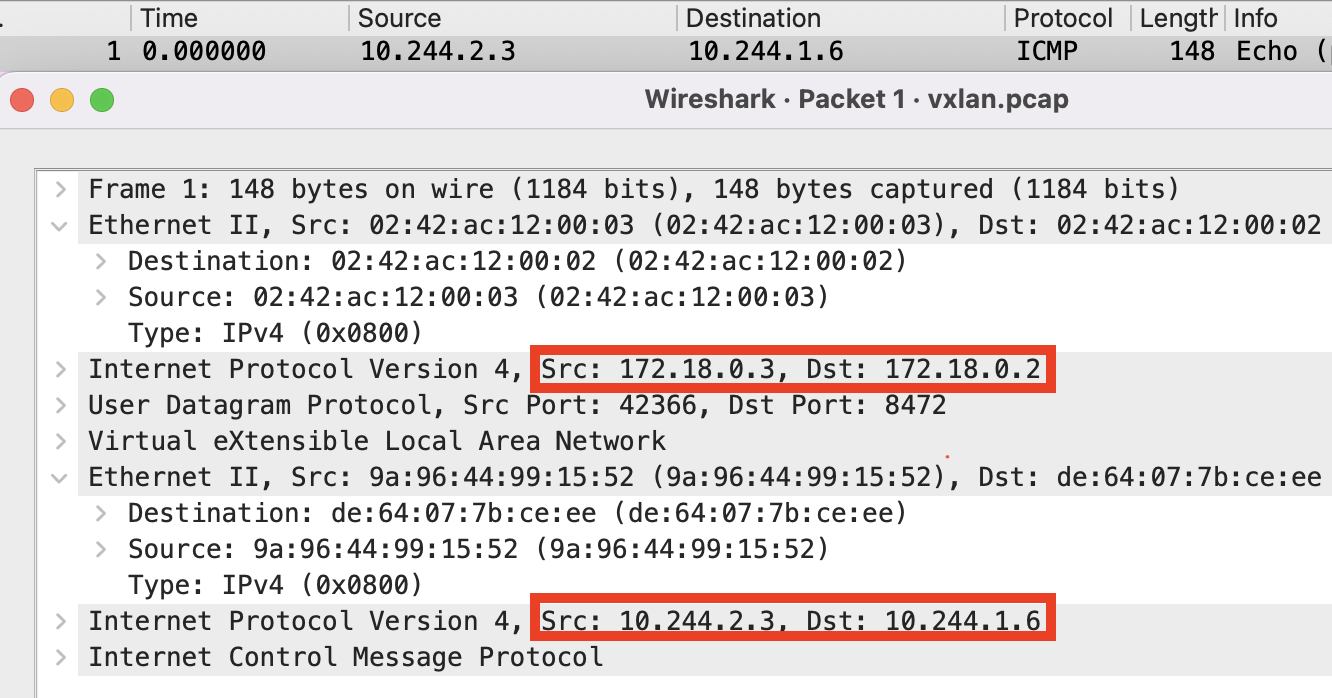 . Time Source Destination Protocol Length Info
1 0.000000 10.244.2.3 10.244.1.6 ICMP 148 Echo (
Wireshark · Packet 1 · vxlan.pcap
Frame 1: 148 bytes on wire (1184 bits), 148 bytes captured (1184 bits)
Ethernet II, Src: 02:42:ac:12:00:03 (02:42:ac:12:00:03), Dst: 02:42:ac:12:00:02
Destination: 02:42:ac:12:00:02 (02:42:ac:12:00:02)
Source: 02:42:ac:12:00:03 (02:42:ac:12:00:03)
Type: IPv4 (0x0800)
Internet Protocol Version 4, Src: 172.18.0.3, Dst: 172.18.0.2
User Datagram Protocol, Src Port: 42366, Dst Port: 8472
Virtual eXtensible Local Area Network
Ethernet II, Src: 9a:96:44:99:15:52 (9a:96:44:99:15:52), Dst: de:64:07:7b:ce:ee
Destination: de:64:07:7b:ce:ee (de:64:07:7b:ce:ee)
Source: 9a:96:44:99:15:52 (9a:96:44:99:15:52)
Type: IPv4 (0x0800)
Internet Protocol Version 4, Src: 10.244.2.3, Dst: 10.244.1.6
Internet Control Message Protocol